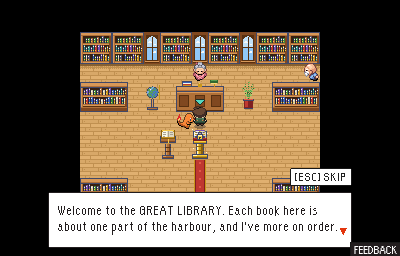 [ESC] SKIP
Welcome to the GREAT LIBRARY. Each book here is
about one part of the harbour, and I've more on order.
FEEDBACK